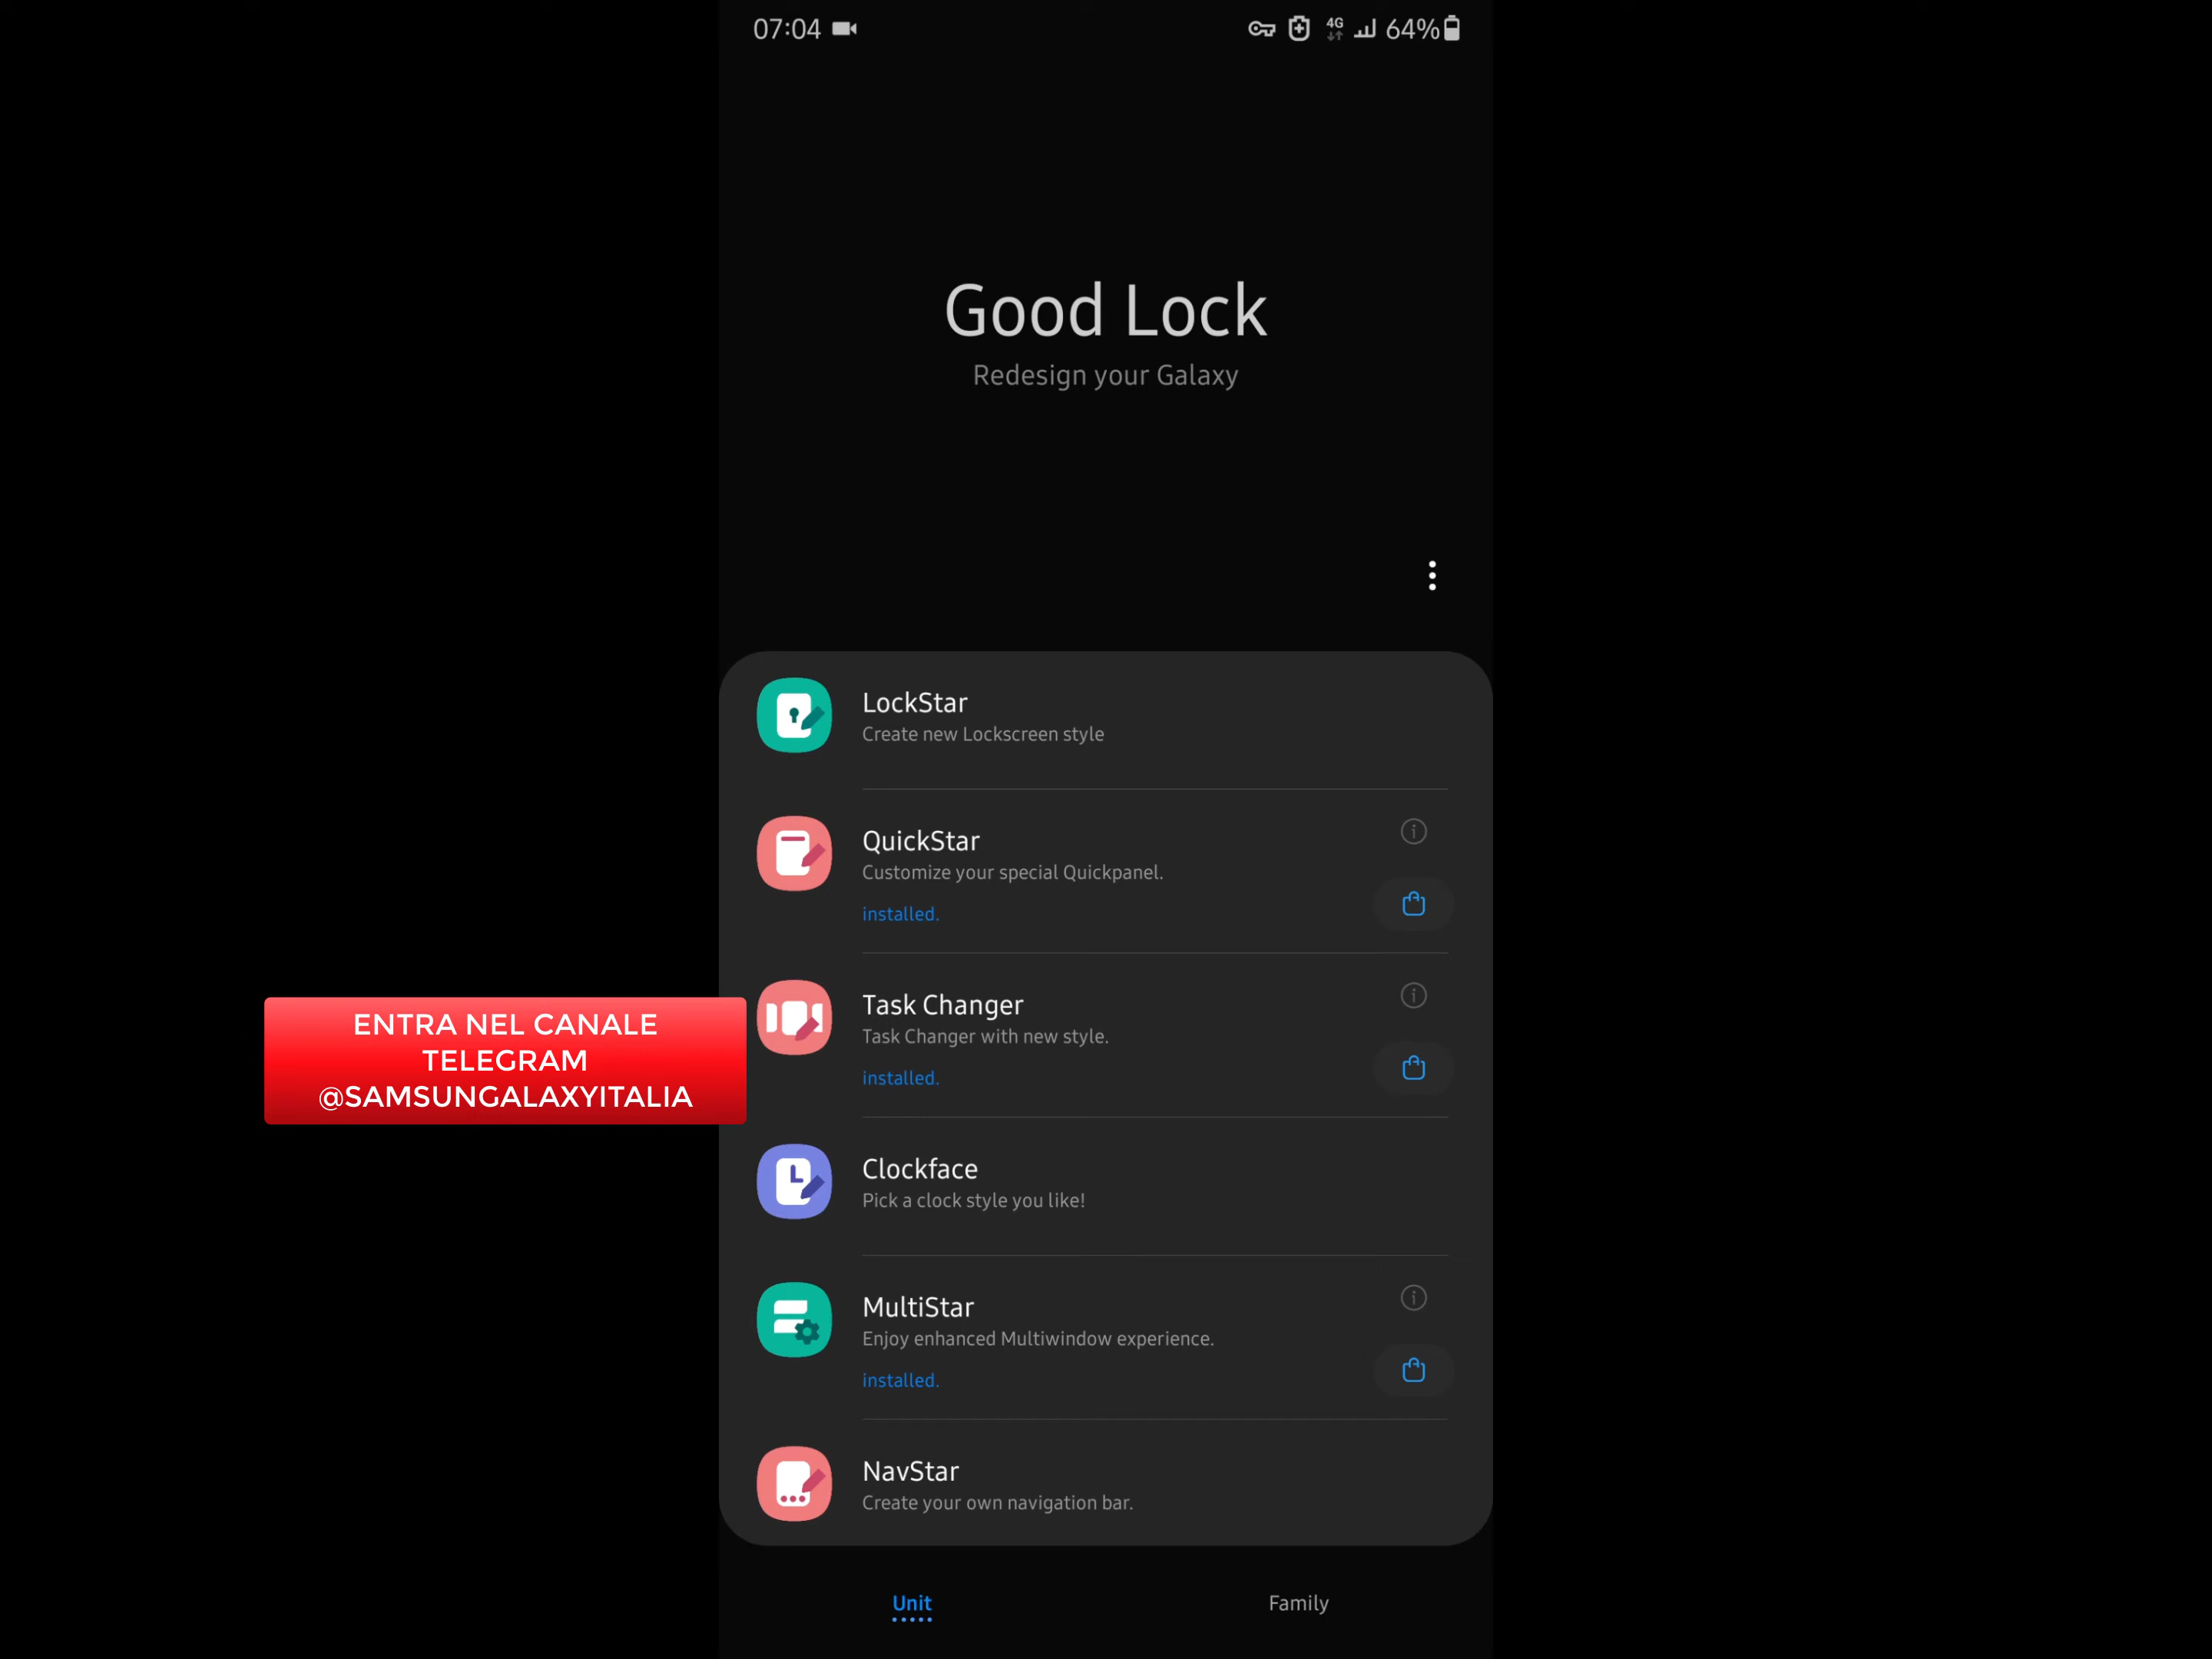 07:04
4G
64%
Good Lock
Redesign your Galaxy
LockStar
Create new Lockscreen style
QuickStar
Customize your special Quickpanel.
installed.
ENTRA NEL CANALE
TELEGRAM
@SAMSUNGALAXYITALIA
Task Changer
Task Changer with new style.
installed.
Clockface
Pick a clock style you like!
MultiStar
Enjoy enhanced Multiwindow experience.
installed.
NavStar
Create your own navigation bar.
Unit
Family